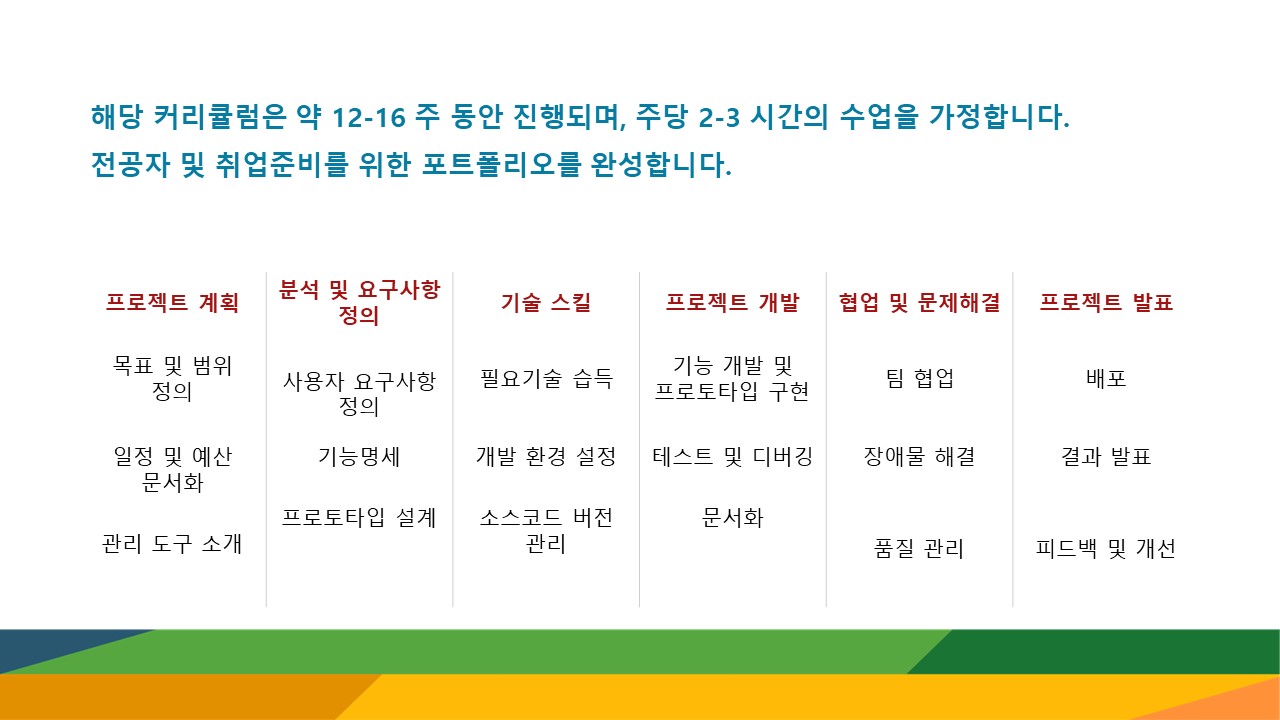 해당 커리큘럼은 약 12-16 주 동안 진행되며, 주당 2-3 시간의 수업을 가정합니다.
전공자 및 취업준비를 위한 포트폴리오를 완성합니다.
프로젝트 계획
목표 및 범위
정의
일정 및 예산
문서화
관리 도구 소개
분석 및 요구사항
정의
사용자 요구사항
정의
기능명세
프로토타입 설계
기술 스킬
필요기술 습득
개발 환경 설정
소스코드 버전
관리
프로젝트 개발
기능 개발 및
프로토타입 구현
테스트 및 디버깅
문서화
협업 및 문제해결
팀 협업
장애물 해결
품질 관리
프로젝트 발표
배포
결과 발표
피드백 및 개선